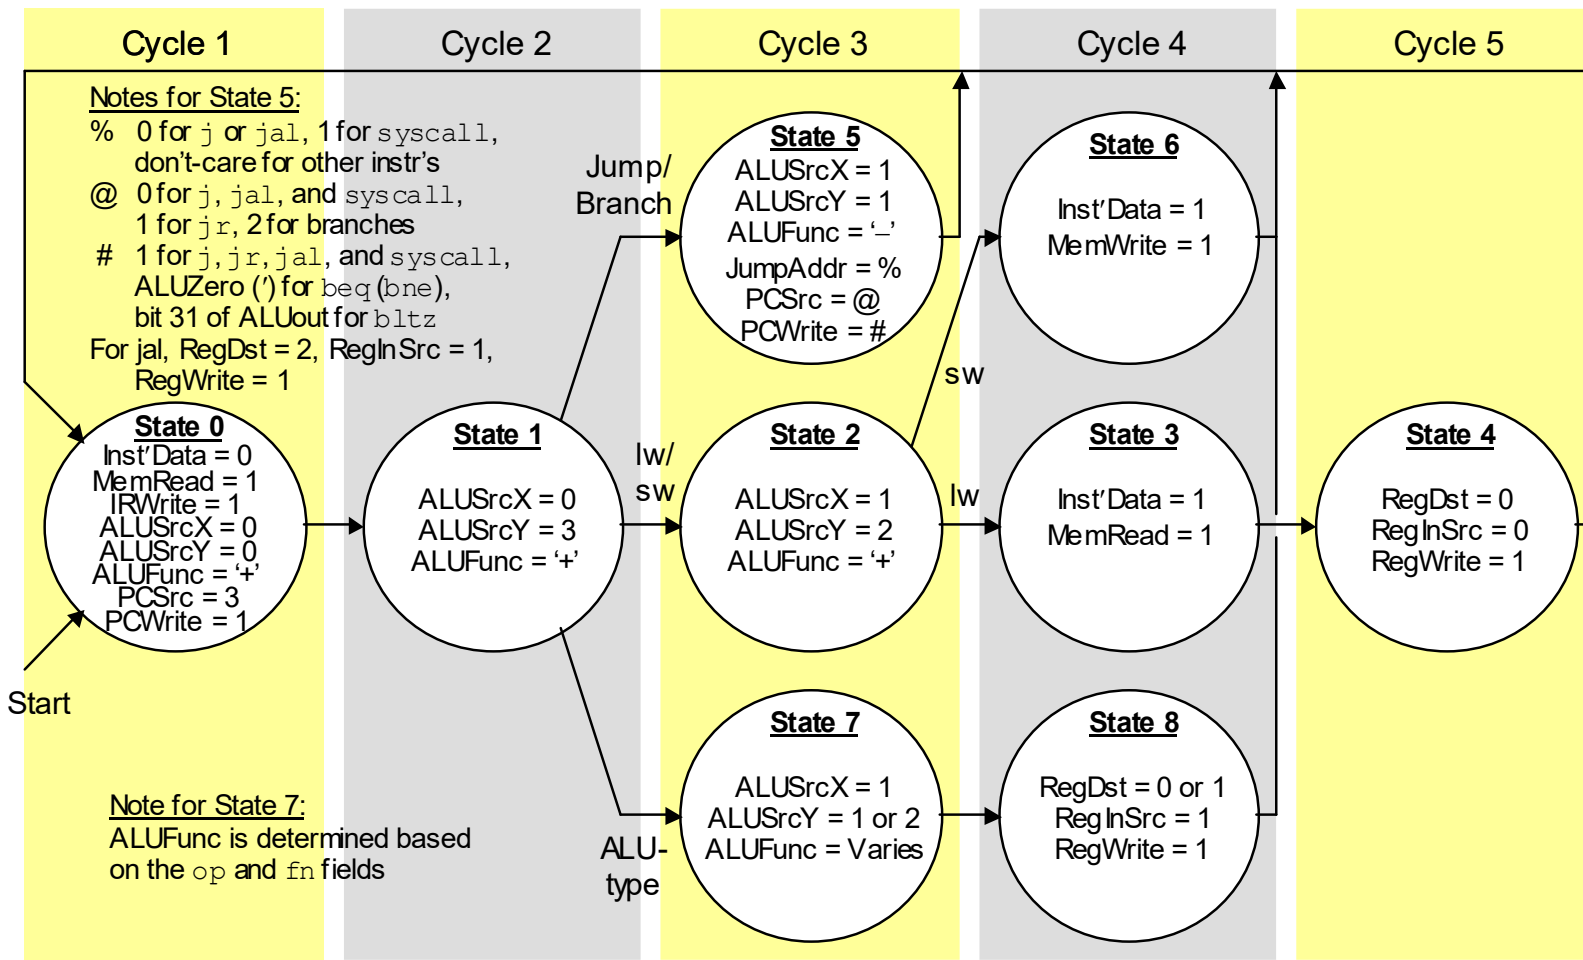 Cycle 1
Cycle 2
Cycle 3
Cycle 4
Cycle 5
Notes for State 5:
% 0 for j or jal, 1 for syscall,
don't-care for other instr's
@ 0 for j, jal, and syscall,
1 for jr, 2 for branches
# 1 for j, jr, jal, and syscall,
ALUZero (′) for beq (bne),
bit 31 of ALUout for bltz
For jal, RegDst = 2, RegInSrc = 1,
RegWrite = 1
State 0
Inst′Data = 0
MemRead = 1
IRWrite = 1
ALUSrcX = 0
ALUSrcY = 0
ALUFunc = ‘+’
PCSrc = 3
PCWrite = 1
Start
Note for State 7:
ALUFunc is determined based
on the op and fn fields
State 1
ALUSrcX = 0
ALUSrcY = 3
ALUFunc = ‘+’
Jump/
Branch
lw/
sw
ALU-
type
State 5
ALUSrcX = 1
ALUSrcY = 1
ALUFunc = ‘−’
JumpAddr = %
PCSrc = @
PCWrite = #
State 2
ALUSrcX = 1
ALUSrcY = 2
ALUFunc = ‘+’
State 7
ALUSrcX = 1
ALUSrcY = 1 or 2
ALUFunc = Varies
sw
lw
State 6
Inst′Data = 1
MemWrite = 1
State 3
Inst′Data = 1
MemRead = 1
State 8
RegDst = 0 or 1
RegInSrc = 1
RegWrite = 1
State 4
RegDst = 0
RegInSrc = 0
RegWrite = 1